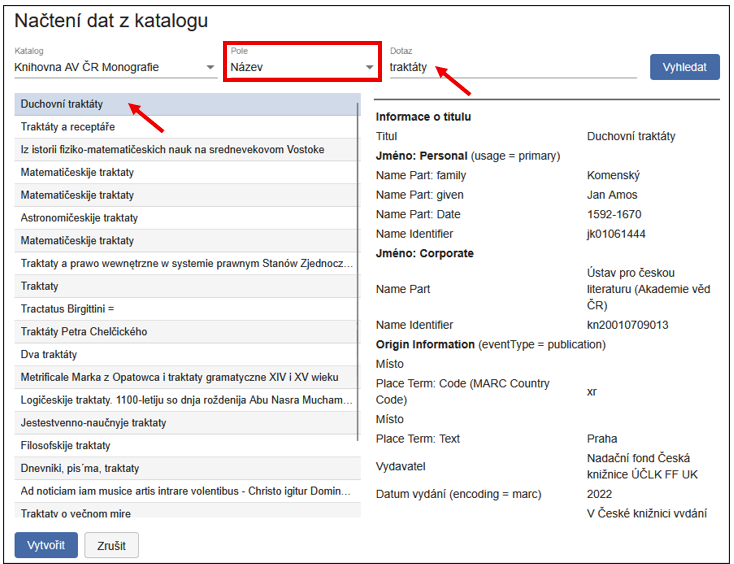 Načtení dat z katalogu
Katalog
Pole
Dotaz
Knihovna AV ČR Monografie
Název
traktáty
Vyhledat
Duchovní traktáty
Traktáty a receptáře
Iz istorii fiziko-matematičeskich nauk na srednevekovom Vostoke
Matematičeskije traktaty
Matematičeskije traktaty
Astronomičeskije traktaty
Matematičeskije traktaty
Traktaty a prawo wewnętrzne w systemie prawnym Stanów Zjednocz...
Traktaty
Tractatus Birgittini =
Traktáty Petra Chelčického
Dva traktáty
Metrificale Marka z Opatowca i traktaty gramatyczne XIV i XV wieku
Logičeskije traktaty. 1100-letiju so dnja roždenija Abu Nasra Mucham...
Jestestvenno-naučnyje traktaty
Filosofskije traktaty
Dnevniki, pis´ma, traktaty
Ad noticiam iam musice artis intrare volentibus - Christo igitur Domin...
Traktaty o večnom mire
Informace o titulu
Titul Duchovní traktáty
Jméno: Personal (usage = primary)
Name Part: family Komenský
Name Part: given Jan Amos
Name Part: Date 1592-1670
Name Identifier jk01061444
Jméno: Corporate
Name Part Ústav pro českou
literaturu (Akademie věd
ČR)
Name Identifier kn20010709013
Origin Information (eventType = publication)
Místo
Place Term: Code (MARC Country
Code) xr
Místo
Place Term: Text Praha
Vydavatel Nadační fond Česká
knižnice ÚČLK FF UK
Datum vydání (encoding = marc) 2022
V České knižnici vydání
Vytvořit
Zrušit